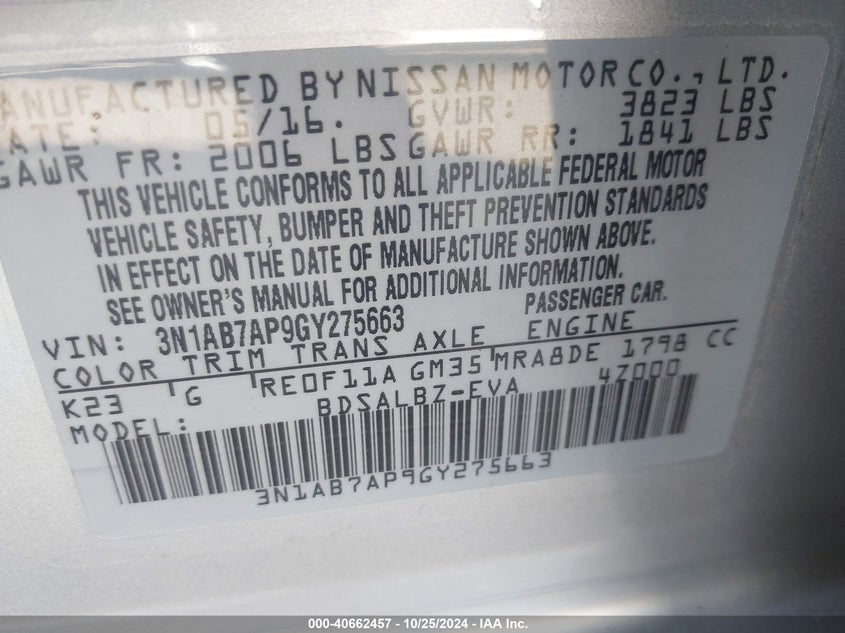 MANUFACTURED BY NISSAN MOTOR CO., LTD.
DATE: 05/16. GVWR: 3823 LBS
GAWR FR: 2006 LBS GAWR RR: 1841 LBS
THIS VEHICLE CONFORMS TO ALL APPLICABLE FEDERAL MOTOR
VEHICLE SAFETY, BUMPER AND THEFT PREVENTION STANDARDS
IN EFFECT ON THE DATE OF MANUFACTURE SHOWN ABOVE.
SEE OWNER'S MANUAL FOR ADDITIONAL INFORMATION.
VIN: 3N1AB7AP9GY275663 PASSENGER CAR.
COLOR TRIM TRANS AXLE ENGINE
K23 G RE0F11A GM35 MRA8DE 1798 CC
MODEL: BDSALBZ-EVA 4Z000
3N1AB7AP9GY275663
000-40662457 - 10/25/2024 - IAA Inc.